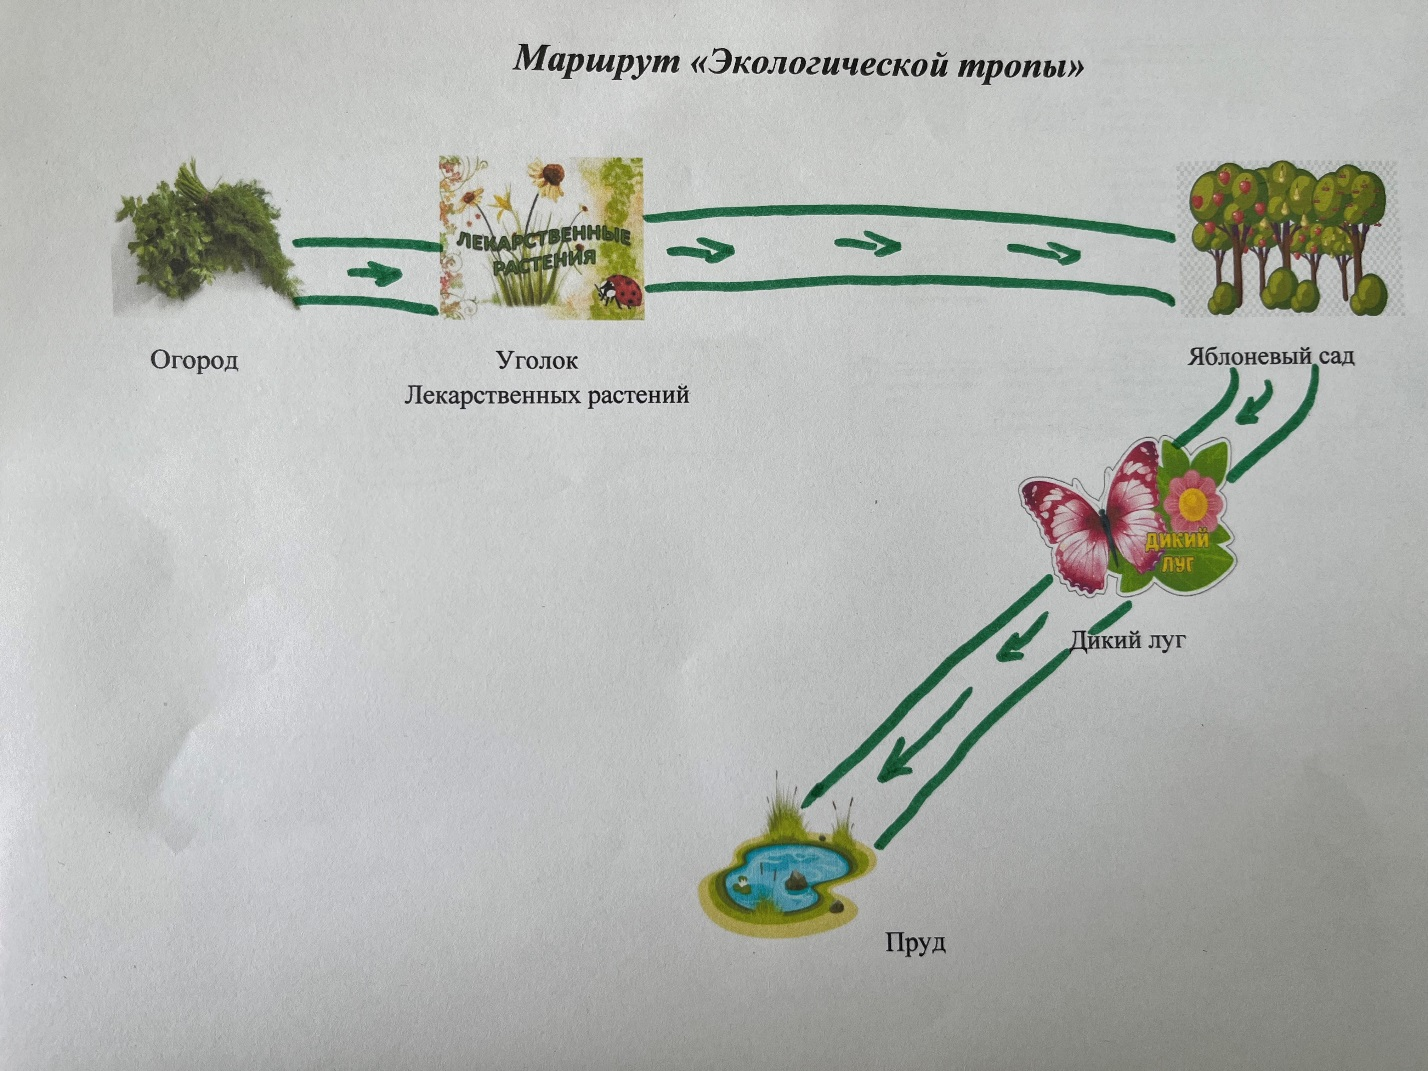 Маршрут «Экологической тропы»
ЛЕКАРСТВЕННЫЕ
РАСТЕНИЯ
Огород
Уголок
Лекарственных растений
Яблоневый сад
ДИКИЙ
ЛУГ
Дикий луг
Пруд